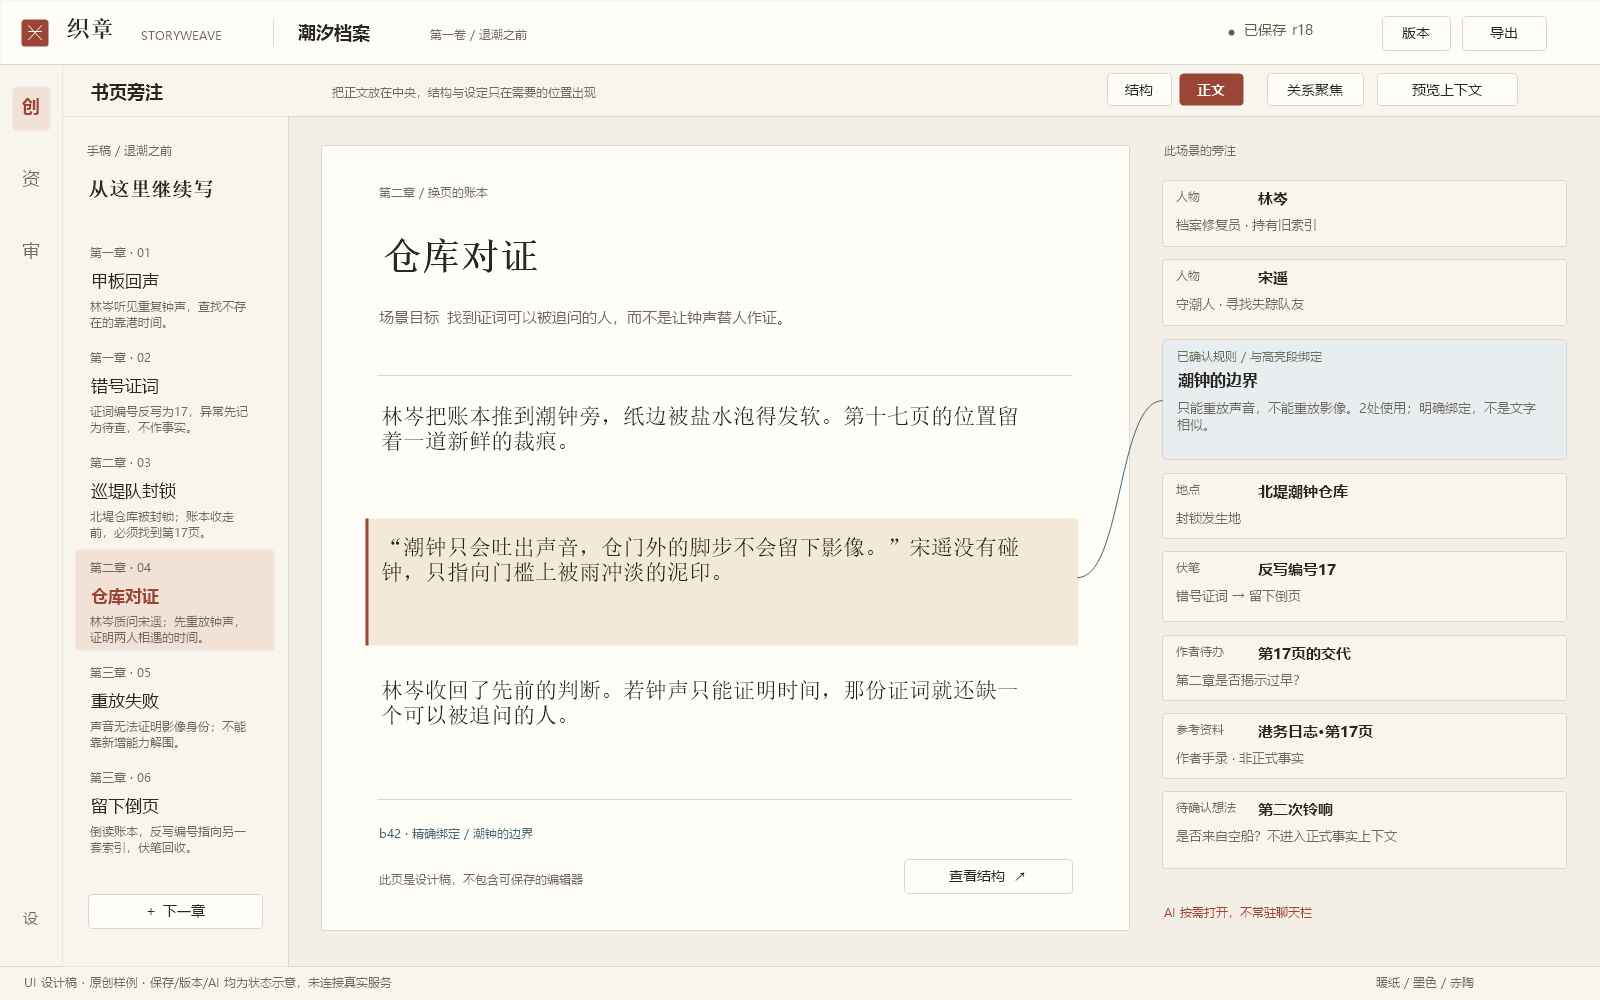 织章
STORYWEAVE
潮汐档案
第一卷 / 退潮之前
● 已保存 r18
版本
导出
创
资
审
设
书页旁注
把正文放在中央，结构与设定只在需要的位置出现
结构
正文
关系聚焦
预览上下文
手稿 / 退潮之前
从这里继续写
第一章 · 01
甲板回声
林岑听见重复钟声，查找不存
在的靠港时间。
第一章 · 02
错号证词
证词编号反写为17，异常先记
为待查，不作事实。
第二章 · 03
巡堤队封锁
北堤仓库被封锁；账本收走
前，必须找到第17页。
第二章 · 04
仓库对证
林岑质问宋遥；先重放钟声，
证明两人相遇的时间。
第三章 · 05
重放失败
声音无法证明影像身份；不能
靠新增能力解围。
第三章 · 06
留下倒页
倒读账本，反写编号指向另一
套索引，伏笔回收。
+ 下一章
第二章 / 换页的账本
仓库对证
场景目标 找到证词可以被追问的人，而不是让钟声替人作证。
林岑把账本推到潮钟旁，纸边被盐水泡得发软。第十七页的位置留
着一道新鲜的裁痕。
“潮钟只会吐出声音，仓门外的脚步不会留下影像。”宋遥没有碰
钟，只指向门槛上被雨冲淡的泥印。
林岑收回了先前的判断。若钟声只能证明时间，那份证词就还缺一
个可以被追问的人。
b42 · 精确绑定 / 潮钟的边界
此页是设计稿，不包含可保存的编辑器
查看结构 ↗
此场景的旁注
人物
林岑
档案修复员 · 持有旧索引
人物
宋遥
守潮人 · 寻找失踪队友
已确认规则 / 与高亮段绑定
潮钟的边界
只能重放声音，不能重放影像。2处使用；明确绑定，不是文字
相似。
地点
北堤潮钟仓库
封锁发生地
伏笔
反写编号17
错号证词 → 留下倒页
作者待办
第17页的交代
第二章是否揭示过早？
参考资料
港务日志•第17页
作者手录 · 非正式事实
待确认想法
第二次铃响
是否来自空船？不进入正式事实上下文
AI 按需打开，不常驻聊天栏
UI 设计稿 · 原创样例 · 保存/版本/AI 均为状态示意，未连接真实服务
暖纸 / 墨色 / 赤陶